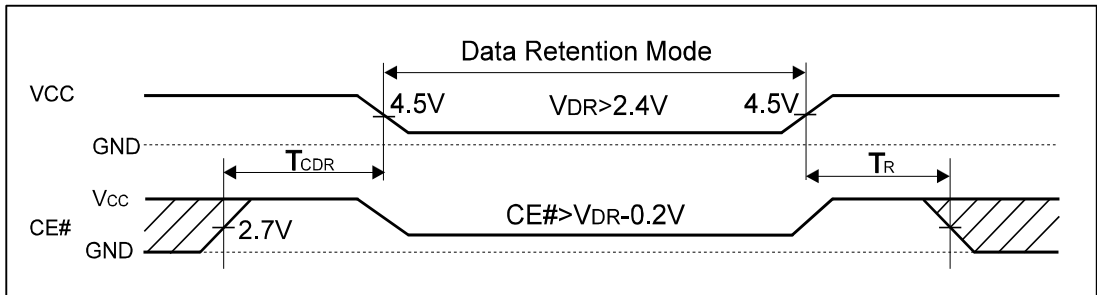 Data Retention Mode
VCC
4.5V
VDR>2.4V
4.5V
GND
TCDR
TR
Vcc
CE#>VDR-0.2V
CE#
2.7V
GND